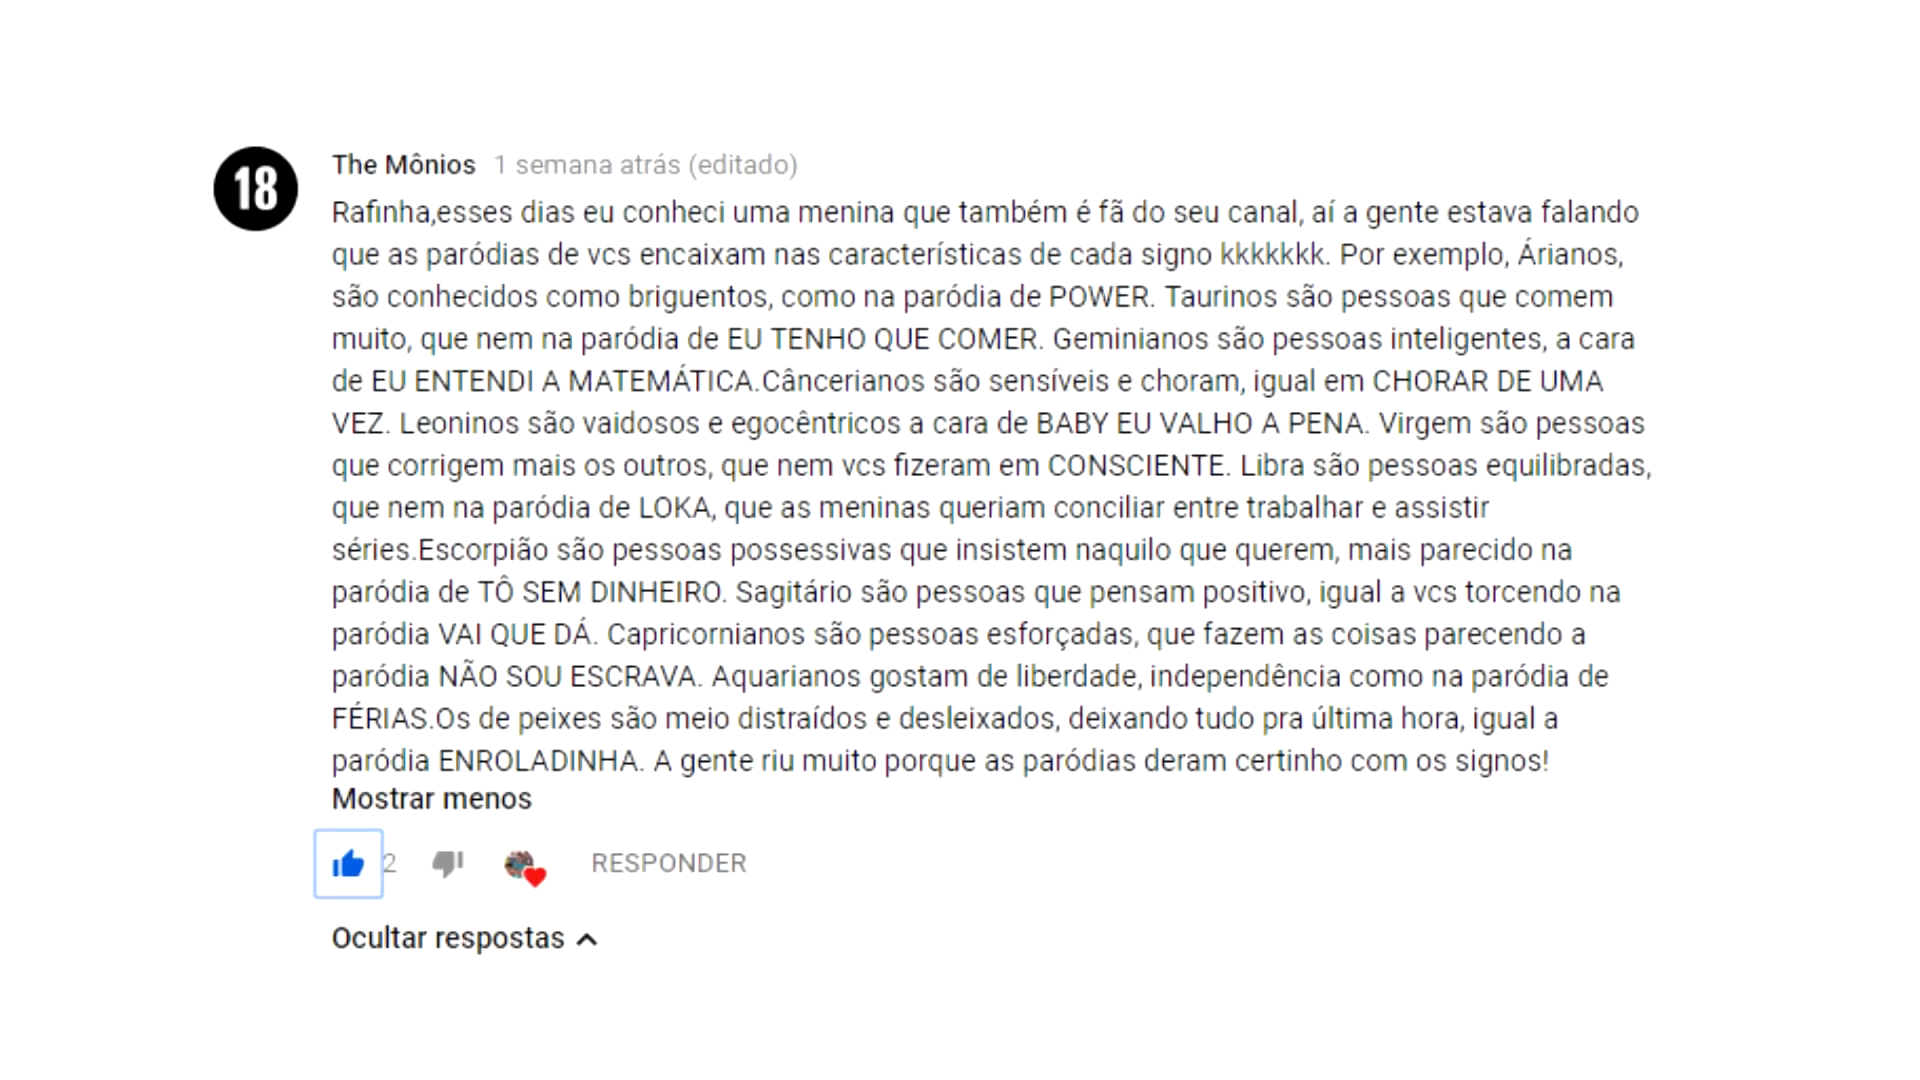 18
The Mônios 1 semana atrás (editado)
Rafinha,esses dias eu conheci uma menina que também é fã do seu canal, aí a gente estava falando
que as paródias de vcs encaixam nas características de cada signo kkkkkkk. Por exemplo, Árianos,
são conhecidos como briguentos, como na paródia de POWER. Taurinos são pessoas que comem
muito, que nem na paródia de EU TENHO QUE COMER. Geminianos são pessoas inteligentes, a cara
de EU ENTENDI A MATEMÁTICA.Câncerianos são sensíveis e choram, igual em CHORAR DE UMA
VEZ. Leoninos são vaidosos e egocêntricos a cara de BABY EU VALHO A PENA. Virgem são pessoas
que corrigem mais os outros, que nem vcs fizeram em CONSCIENTE. Libra são pessoas equilibradas,
que nem na paródia de LOKA, que as meninas queriam conciliar entre trabalhar e assistir
séries.Escorpião são pessoas possessivas que insistem naquilo que querem, mais parecido na
paródia de TÔ SEM DINHEIRO. Sagitário são pessoas que pensam positivo, igual a vcs torcendo na
paródia VAI QUE DÁ. Capricornianos são pessoas esforçadas, que fazem as coisas parecendo a
paródia NÃO SOU ESCRAVA. Aquarianos gostam de liberdade, independência como na paródia de
FÉRIAS.Os de peixes são meio distraídos e desleixados, deixando tudo pra última hora, igual a
paródia ENROLADINHA. A gente riu muito porque as paródias deram certinho com os signos!
Mostrar menos
2 RESPONDER
Ocultar respostas